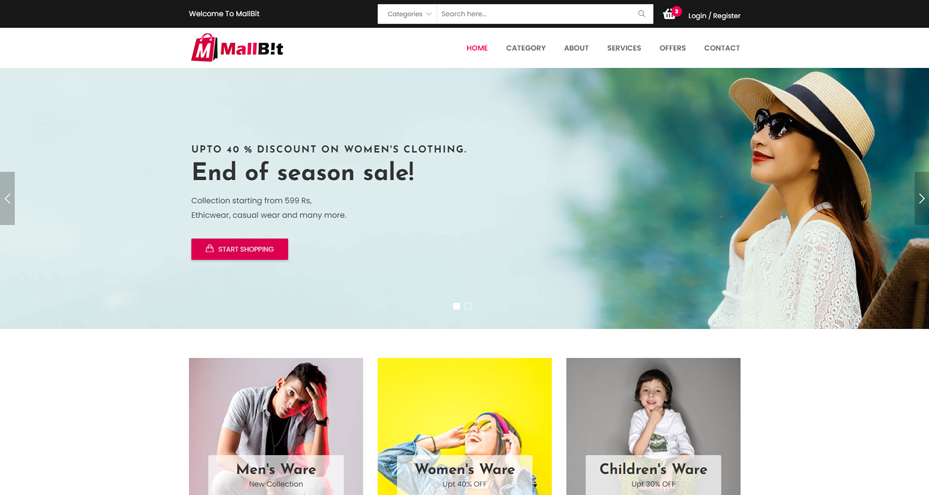 Welcome To MallBit
Categories
Search here...
3
Login / Register
MallB!t
HOME
CATEGORY
ABOUT
SERVICES
OFFERS
CONTACT
UPTO 40 % DISCOUNT ON WOMEN'S CLOTHING.
End of season sale!
Collection starting from 599 Rs,
Ethicwear, casual wear and many more.
START SHOPPING
Men's Ware
New Collection
Women's Ware
Upt 40% OFF
Children's Ware
Upt 30% OFF